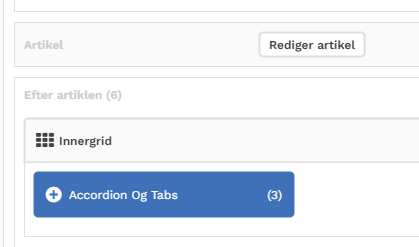 Artikel Rediger artikel
Efter artiklen (6)
Innergrid
Accordion Og Tabs (3)